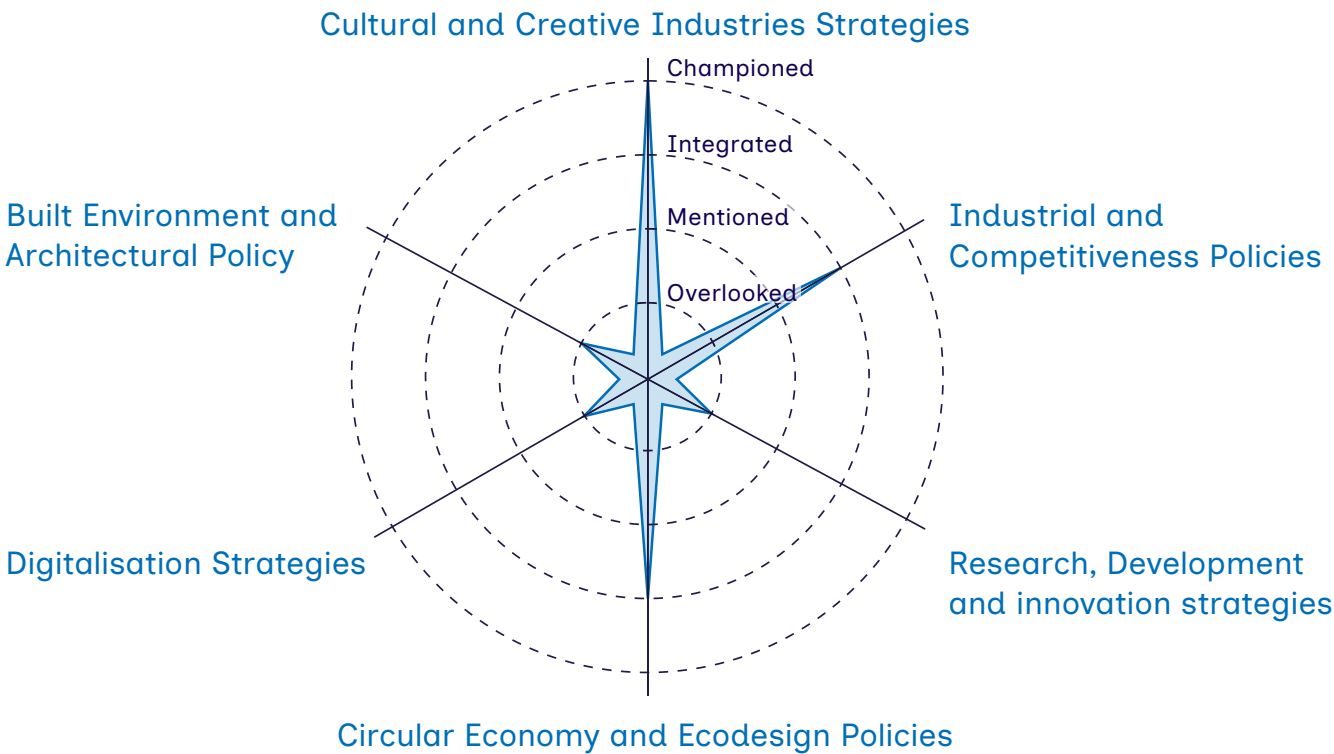 Cultural and Creative Industries Strategies
Championed
Integrated
Mentioned
Overlooked
Built Environment and
Architectural Policy
Industrial and
Competitiveness Policies
Digitalisation Strategies
Research, Development
and innovation strategies
Circular Economy and Ecodesign Policies